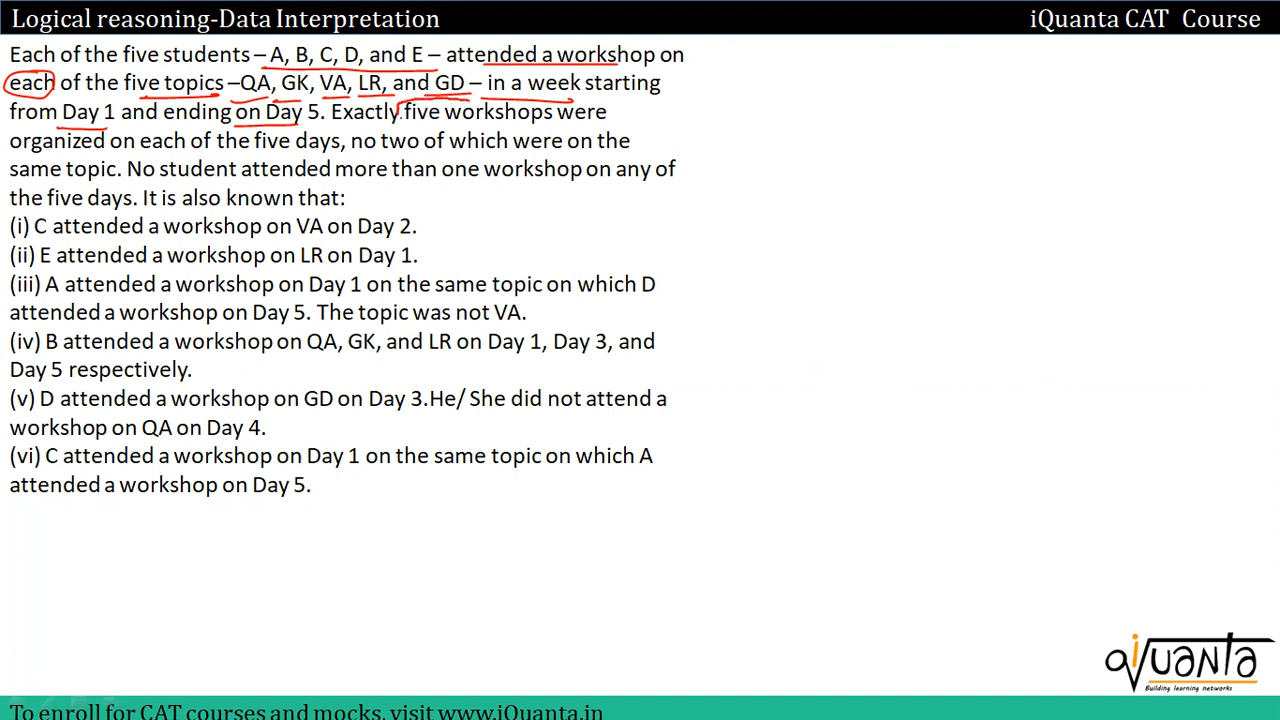 Logical reasoning-Data Interpretation
iQuanta CAT Course
Each of the five students – A, B, C, D, and E – attended a workshop on
each of the five topics –QA, GK, VA, LR, and GD – in a week starting
from Day 1 and ending on Day 5. Exactly five workshops were
organized on each of the five days, no two of which were on the
same topic. No student attended more than one workshop on any of
the five days. It is also known that:
(i) C attended a workshop on VA on Day 2.
(ii) E attended a workshop on LR on Day 1.
(iii) A attended a workshop on Day 1 on the same topic on which D
attended a workshop on Day 5. The topic was not VA.
(iv) B attended a workshop on QA, GK, and LR on Day 1, Day 3, and
Day 5 respectively.
(v) D attended a workshop on GD on Day 3.He/ She did not attend a
workshop on QA on Day 4.
(vi) C attended a workshop on Day 1 on the same topic on which A
attended a workshop on Day 5.
iQuanta
Building learning networks
To enroll for CAT courses and mocks, visit www.iQuanta.in